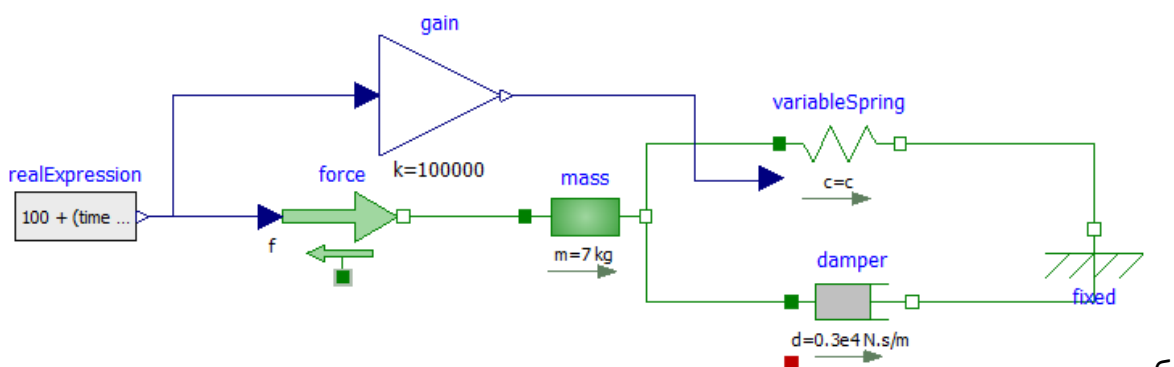 gain
variableSpring
realExpression
force
k=100000
mass
100 + (time ...
c=c
f
m=7 kg
damper
fixed
d=0.3e4 N.s/m
б